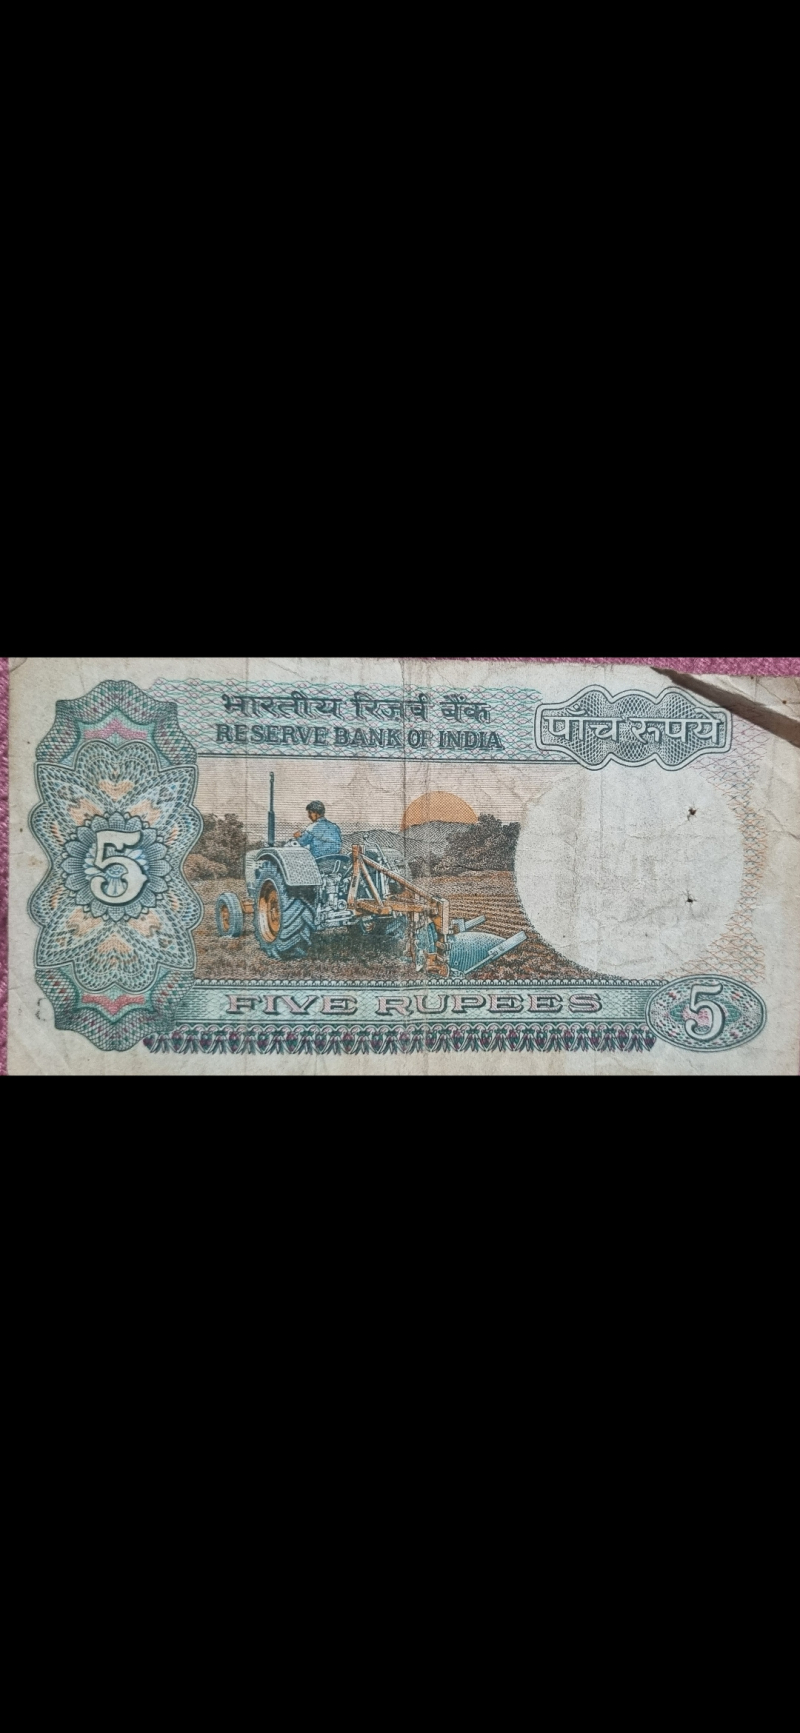 भारतीय रिज़र्व बैंक
RESERVE BANK OF INDIA
पाँच रूपये
5
FIVE RUPEES
5